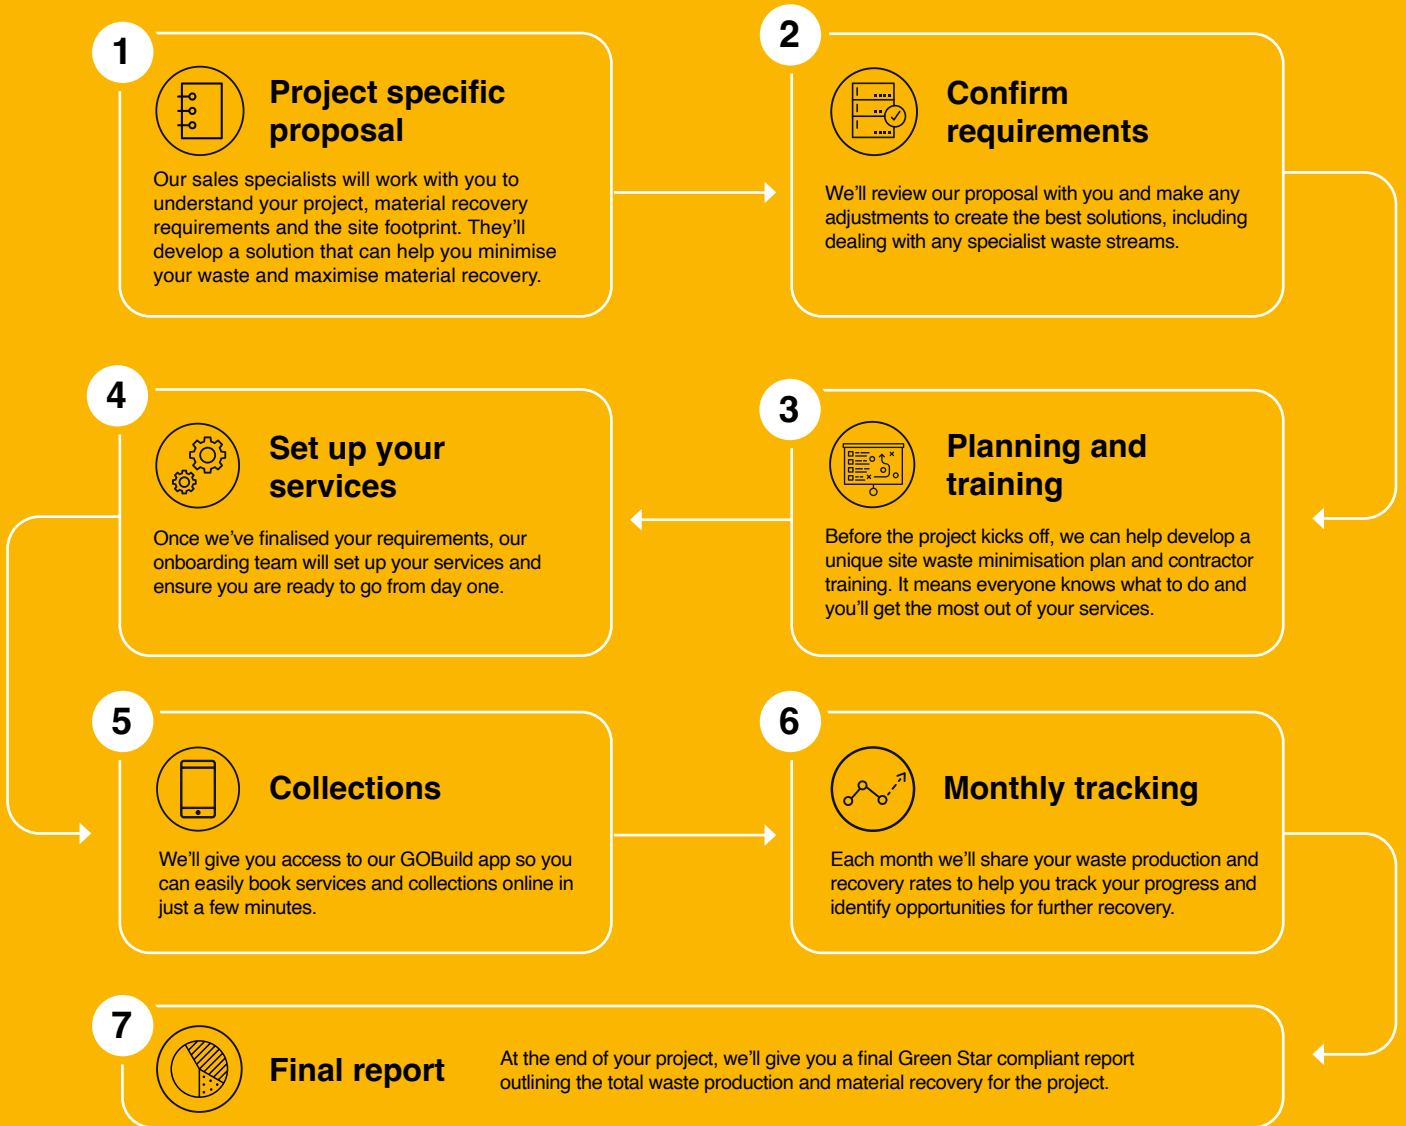 1
Project specific
proposal
Our sales specialists will work with you to
understand your project, material recovery
requirements and the site footprint. They’ll
develop a solution that can help you minimise
your waste and maximise material recovery.
2
Confirm
requirements
We’ll review our proposal with you and make any
adjustments to create the best solutions, including
dealing with any specialist waste streams.
3
Planning and
training
Before the project kicks off, we can help develop a
unique site waste minimisation plan and contractor
training. It means everyone knows what to do and
you’ll get the most out of your services.
4
Set up your
services
Once we’ve finalised your requirements, our
onboarding team will set up your services and
ensure you are ready to go from day one.
5
Collections
We’ll give you access to our GOBuild app so you
can easily book services and collections online in
just a few minutes.
6
Monthly tracking
Each month we’ll share your waste production and
recovery rates to help you track your progress and
identify opportunities for further recovery.
7
Final report
At the end of your project, we’ll give you a final Green Star compliant report
outlining the total waste production and material recovery for the project.